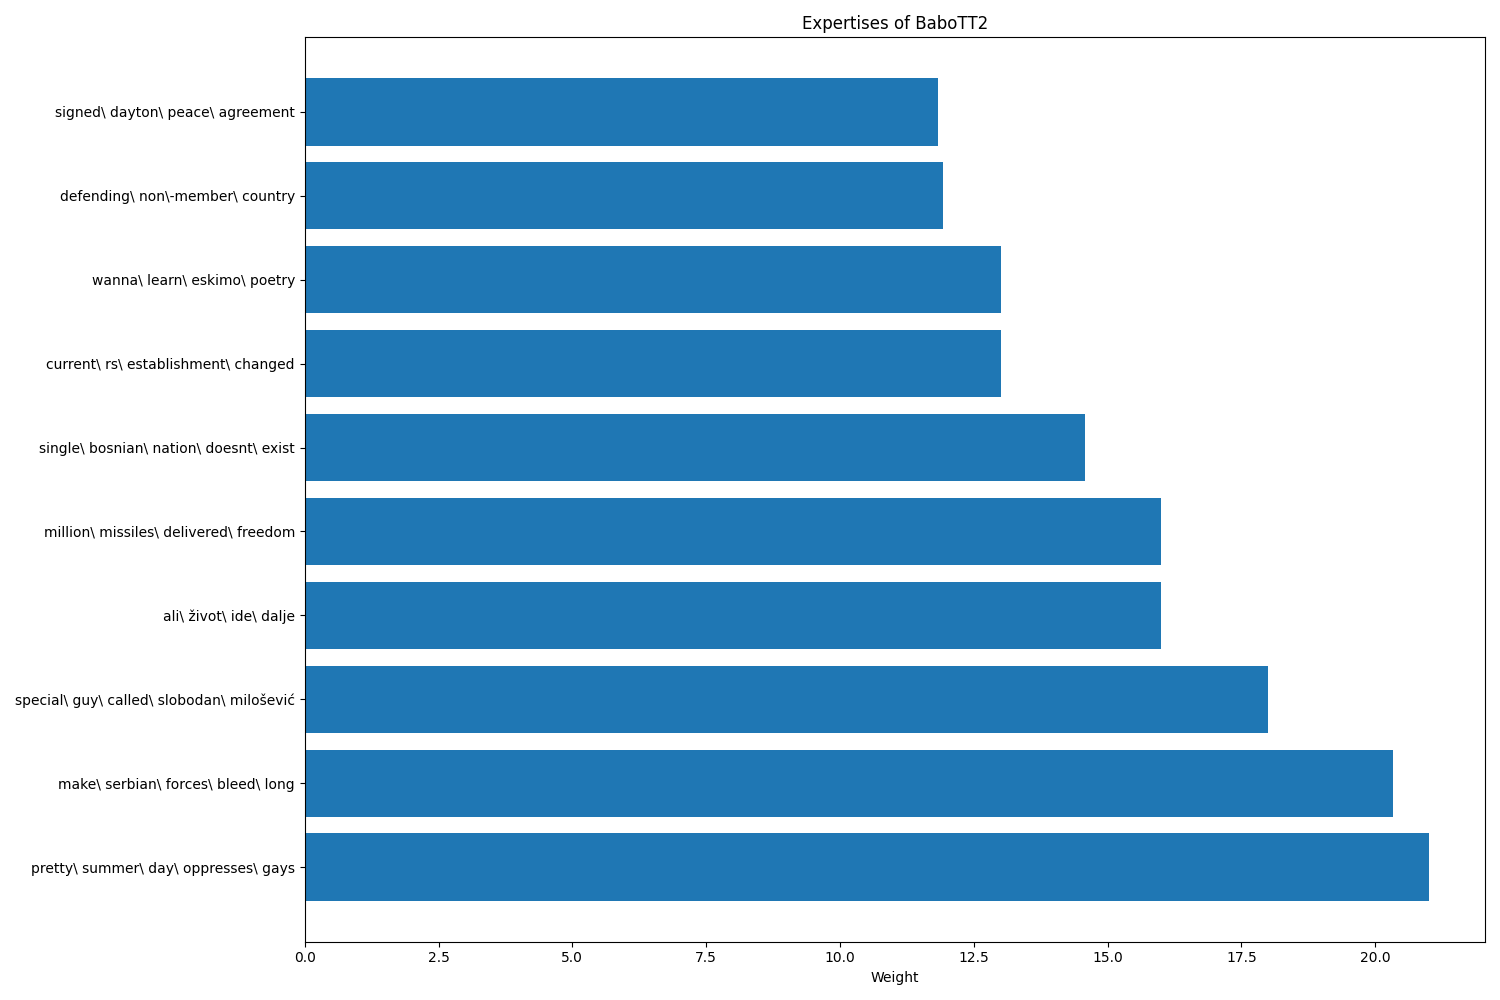 Expertises of BaboTT2
signed\ dayton\ peace\ agreement
defending\ non\-member\ country
wanna\ learn\ eskimo\ poetry
current\ rs\ establishment\ changed
single\ bosnian\ nation\ doesnt\ exist
million\ missiles\ delivered\ freedom
ali\ život\ ide\ dalje
special\ guy\ called\ slobodan\ milošević
make\ serbian\ forces\ bleed\ long
pretty\ summer\ day\ oppresses\ gays
0.0 2.5 5.0 7.5 10.0 12.5 15.0 17.5 20.0
Weight